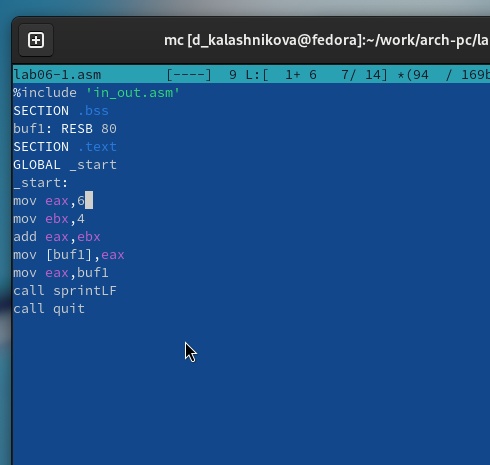 mc [d_kalashnikova@fedora]:~/work/arch-pc/la
lab06-1.asm [----] 9 L:[ 1+ 6 7/ 14] *(94 / 169b
%include 'in_out.asm'
SECTION .bss
buf1: RESB 80
SECTION .text
GLOBAL _start
_start:
mov eax,6
mov ebx,4
add eax,ebx
mov [buf1],eax
mov eax,buf1
call sprintLF
call quit